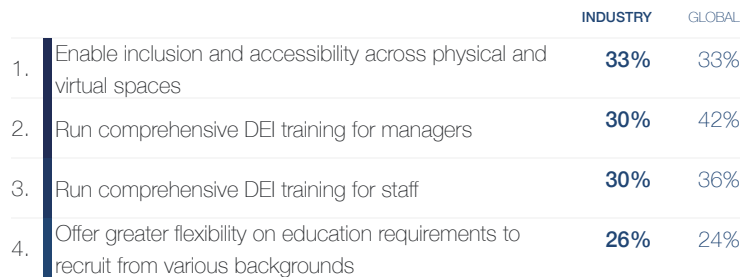 INDUSTRY GLOBAL
1. Enable inclusion and accessibility across physical and 33% 33%
virtual spaces
2. Run comprehensive DEI training for managers 30% 42%
3. Run comprehensive DEI training for staff 30% 36%
4. Offer greater flexibility on education requirements to 26% 24%
recruit from various backgrounds